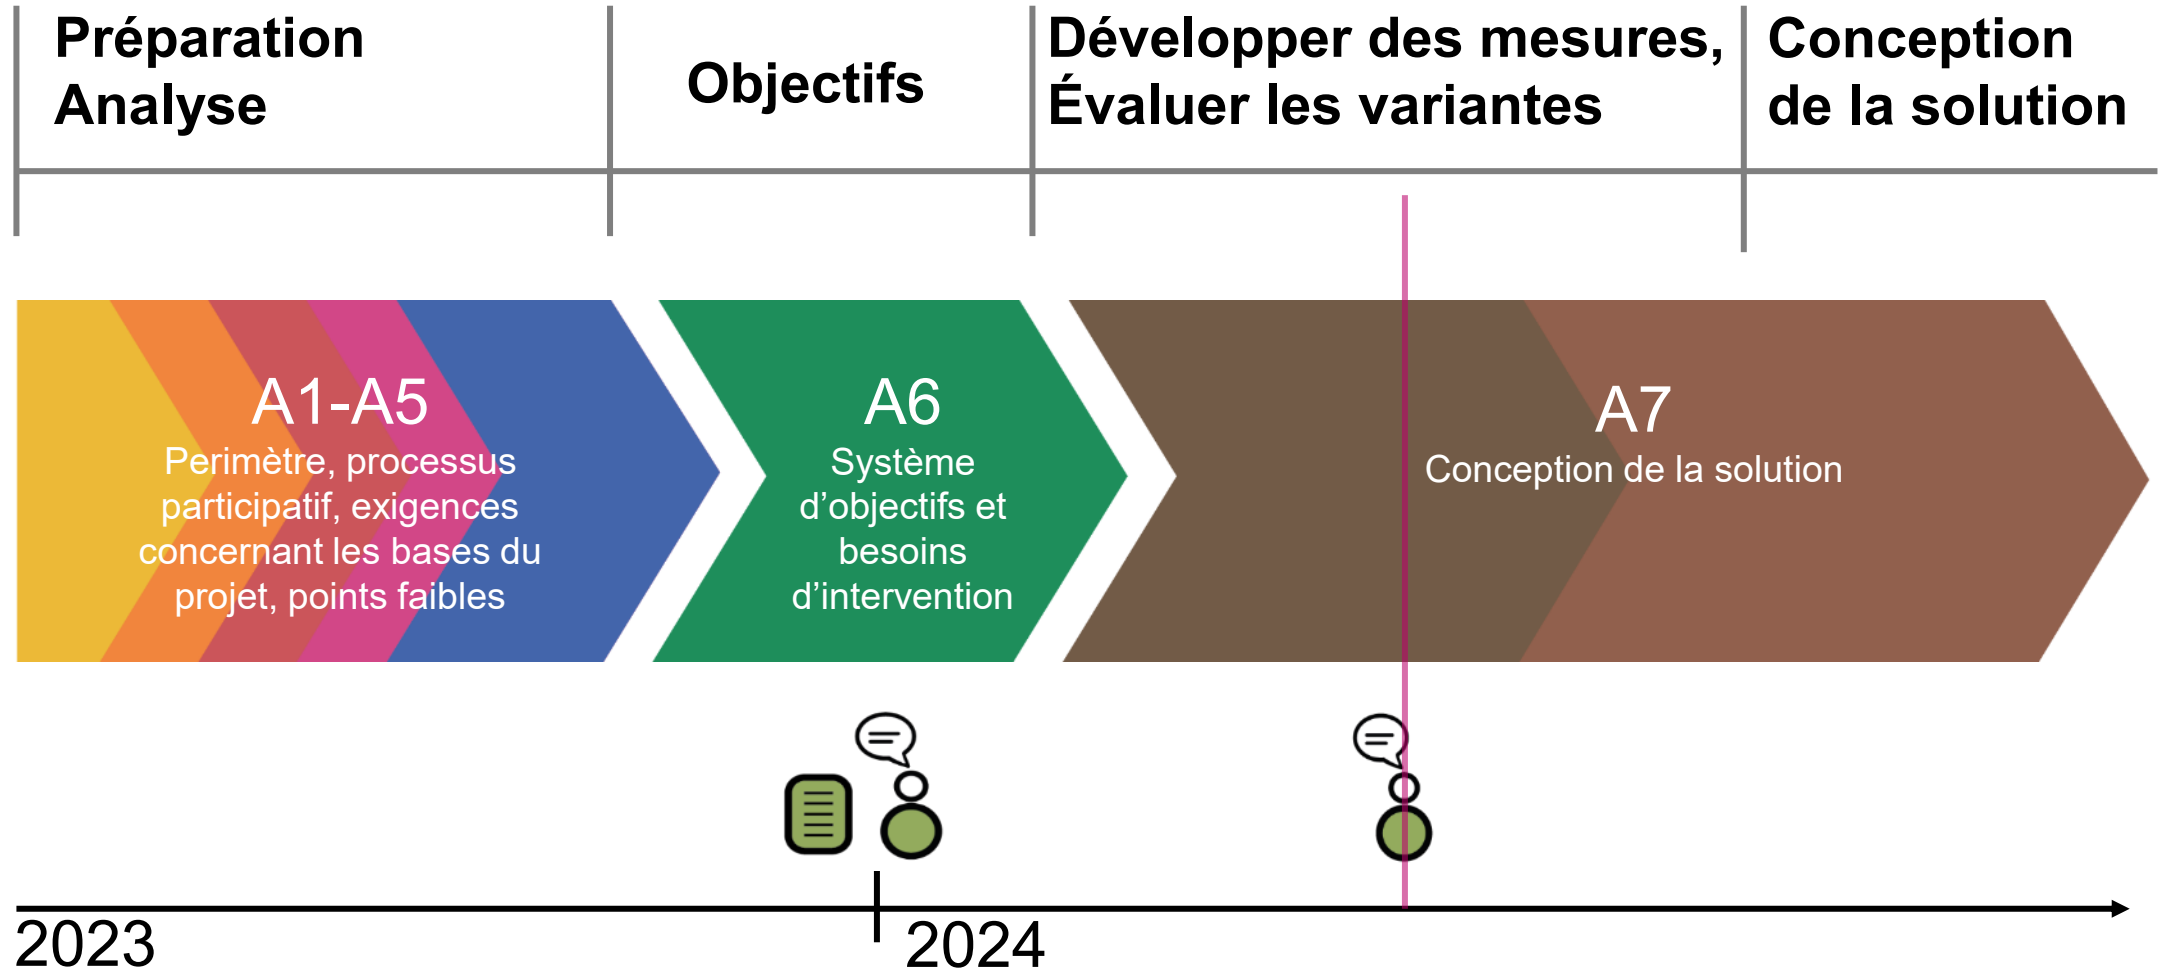 Préparation
Analyse
Objectifs
Développer des mesures,
Évaluer les variantes
Conception
de la solution
A1-A5
Perimètre, processus
participatif, exigences
concernant les bases du
projet, points faibles
A6
Système
d’objectifs et
besoins
d’intervention
A7
Conception de la solution
2023
2024